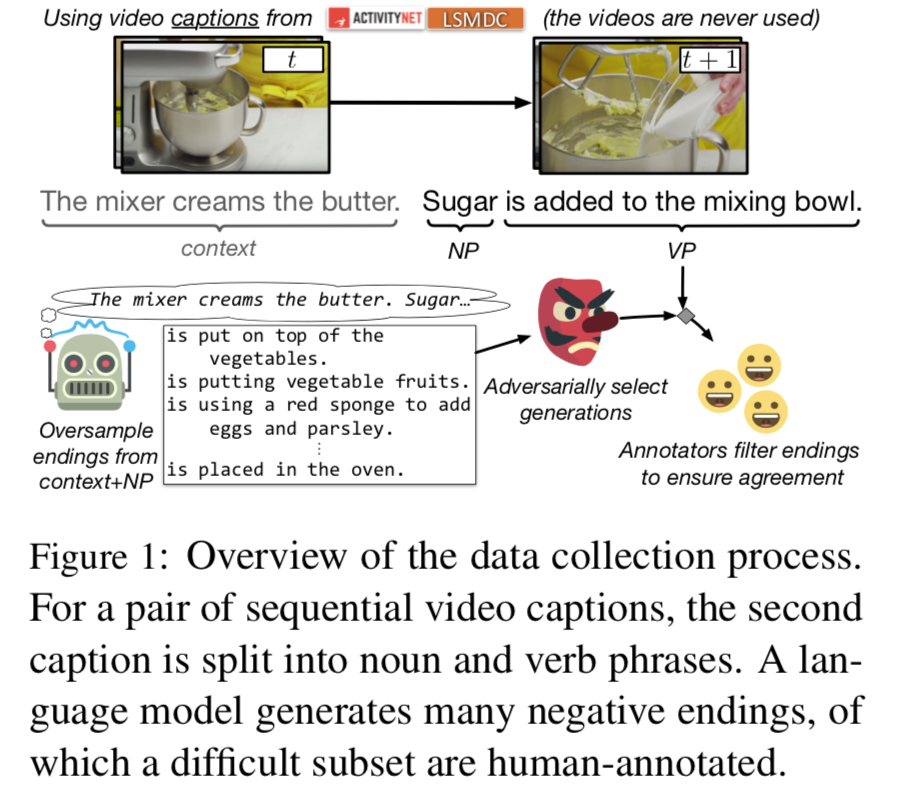 Using video captions from ACTIVITYNET LSMDC (the videos are never used)
t
t + 1
The mixer creams the butter. Sugar is added to the mixing bowl.
context
NP
VP
The mixer creams the butter. Sugar…
is put on top of the
vegetables.
is putting vegetable fruits.
is using a red sponge to add
eggs and parsley.
⋮
is placed in the oven.
Oversample
endings from
context+NP
Adversarially select
generations
Annotators filter endings
to ensure agreement
Figure 1: Overview of the data collection process.
For a pair of sequential video captions, the second
caption is split into noun and verb phrases. A lan-
guage model generates many negative endings, of
which a difficult subset are human-annotated.